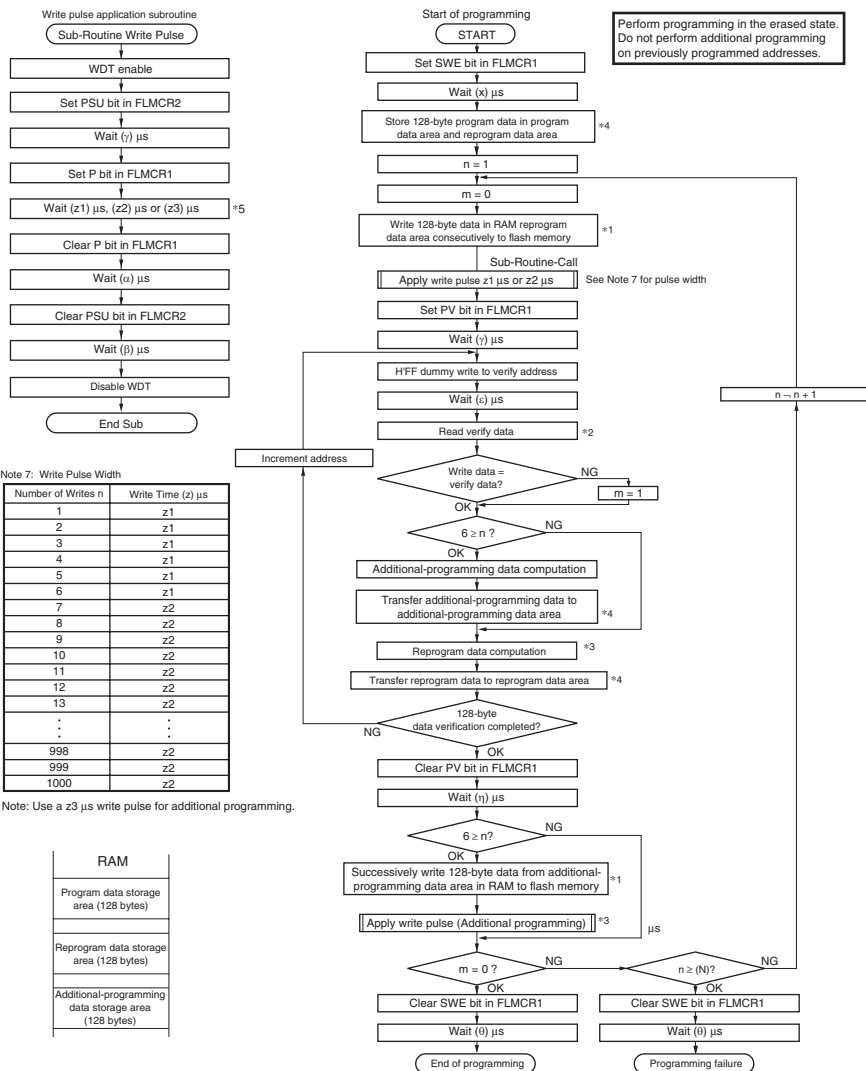 Write pulse application subroutine
Sub-Routine Write Pulse
WDT enable
Set PSU bit in FLMCR2
Wait (γ) μs
Set P bit in FLMCR1
Wait (z1) μs, (z2) μs or (z3) μs
*5
Clear P bit in FLMCR1
Wait (α) μs
Clear PSU bit in FLMCR2
Wait (β) μs
Disable WDT
End Sub
Note 7: Write Pulse Width
Number of Writes n Write Time (z) μs
1 z1
2 z1
3 z1
4 z1
5 z1
6 z1
7 z2
8 z2
9 z2
10 z2
11 z2
12 z2
13 z2
998 z2
999 z2
1000 z2
Note: Use a z3 μs write pulse for additional programming.
RAM
Program data storage
area (128 bytes)
Reprogram data storage
area (128 bytes)
Additional-programming
data storage area
(128 bytes)
Start of programming
START
Set SWE bit in FLMCR1
Wait (x) μs
Store 128-byte program data in program
data area and reprogram data area
*4
n = 1
m = 0
Write 128-byte data in RAM reprogram
data area consecutively to flash memory
*1
Sub-Routine-Call
Apply write pulse z1 μs or z2 μs
See Note 7 for pulse width
Set PV bit in FLMCR1
Wait (γ) μs
H'FF dummy write to verify address
Wait (ε) μs
Read verify data
*2
Increment address
Write data =
verify data?
NG
m = 1
OK
6 ≥ n ?
NG
OK
Additional-programming data computation
Transfer additional-programming data to
additional-programming data area
*4
Reprogram data computation
*3
Transfer reprogram data to reprogram data area
*4
128-byte
data verification completed?
NG
OK
Clear PV bit in FLMCR1
Wait (η) μs
6 ≥ n?
NG
OK
Successively write 128-byte data from additional-
programming data area in RAM to flash memory
*1
Apply write pulse (Additional programming)
*3
μs
m = 0 ?
NG
OK
Clear SWE bit in FLMCR1
Wait (θ) μs
End of programming
n ≥ (N)?
NG
OK
Clear SWE bit in FLMCR1
Wait (θ) μs
Programming failure
n ¬ n + 1
Perform programming in the erased state.
Do not perform additional programming
on previously programmed addresses.